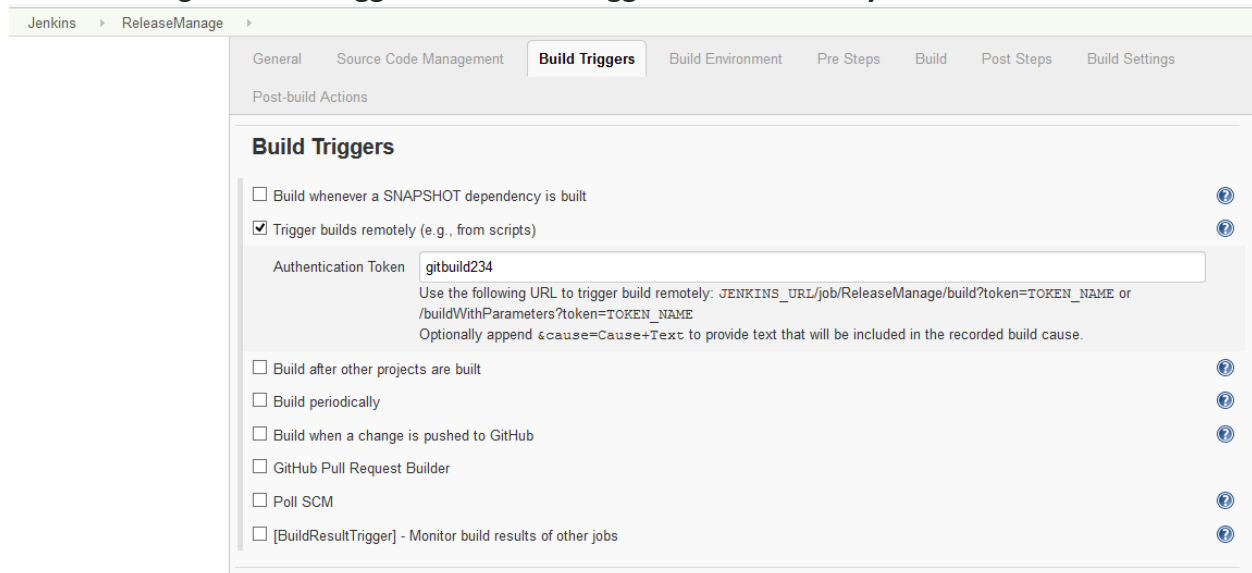 Jenkins ReleaseManage
General Source Code Management Build Triggers Build Environment Pre Steps Build Post Steps Build Settings
Post-build Actions
Build Triggers
Build whenever a SNAPSHOT dependency is built
Trigger builds remotely (e.g., from scripts)
Authentication Token gitbuild234
Use the following URL to trigger build remotely: JENKINS_URL/job/ReleaseManage/build?token=TOKEN_NAME or
/buildWithParameters?token=TOKEN_NAME
Optionally append &cause=Cause+Text to provide text that will be included in the recorded build cause.
Build after other projects are built
Build periodically
Build when a change is pushed to GitHub
GitHub Pull Request Builder
Poll SCM
[BuildResultTrigger] - Monitor build results of other jobs